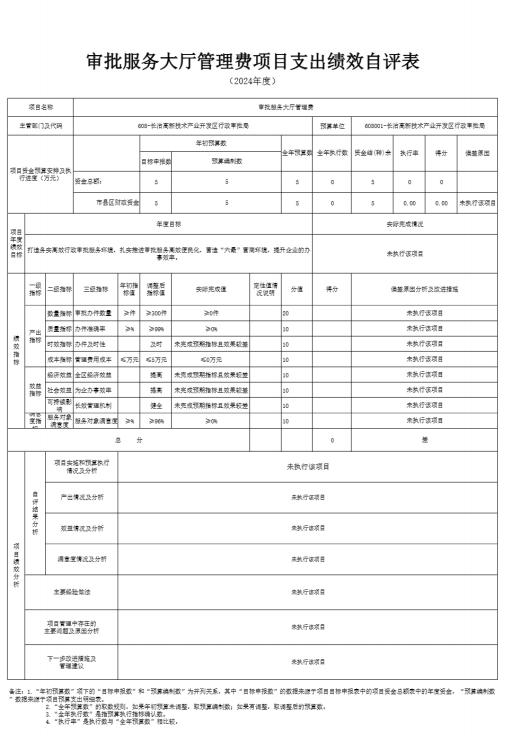 审批服务大厅管理费项目支出绩效自评表
（2024年度）
项目名称 审批服务大厅管理费
主管部门及代码 608-长治高新技术产业开发区行政审批局 预算单位 608001-长治高新技术产业开发区行政审批局
项目资金预算安排及执行进度（万元） 年初预算数 全年预算数 全年执行数 资金结(转)余 执行率 得分 偏差原因
目标申报数 预算编制数
资金总额： 5 5 5 0 5 0 0
市县区财政资金 5 5 5 0 5 0.00 0.00 未执行该项目
项目年度绩效目标 年度目标 实际完成情况
打造务实高效行政审批服务环境，扎实推进审批服务高效便民化，营造“六最”营商环境，提升企业的办事效率。 未执行该项目
绩效指标 一级指标 二级指标 三级指标 年初指标值 调整后指标值 实际完成值 定性值情况说明 分值 得分 偏差原因分析及改进措施
产出指标 数量指标 审批办件数量 ≥件 ≥300件 ≥0件 20 未执行该项目
质量指标 办件准确率 ≥% ≥99% ≥0% 10 未执行该项目
时效指标 办件及时性 及时 未完成预期指标且效果较差 10 未执行该项目
成本指标 管理费用成本 ≤万元 ≤5万元 ≤0万元 10 未执行该项目
效益指标 经济效益 全区经济效益 提高 未完成预期指标且效果较差 10 未执行该项目
社会效益 为企办事效率 提高 未完成预期指标且效果较差 10 未执行该项目
可持续影响 长效管理机制 健全 未完成预期指标且效果较差 10 未执行该项目
满意度指标 服务对象满意度 服务对象满意度 ≥% ≥96% ≥0% 10 未执行该项目
总 分 0 差
项目绩效分析 自评结果分析 项目实施和预算执行情况及分析 未执行该项目
产出情况及分析 未执行该项目
效益情况及分析 未执行该项目
满意度情况及分析 未执行该项目
主要经验做法 未执行该项目
项目管理中存在的主要问题及原因分析 未执行该项目
下一步改进措施及管理建议 未执行该项目
备注：1.“年初预算数”项下的“目标申报数”和“预算编制数”为并列关系，其中“目标申报数”的数据来源于项目目标申报表中的项目资金总额表中的年度资金，“预算编制数
”数据来源于项目预算支出明细表。
2.“全年预算数”的取数规则，如果年初预算未调整，取预算编制数；如果有调整，取调整后的预算数。
3.“全年执行数”是指预算执行指标确认数。
4.“执行率”是执行数与“全年预算数”相比较。